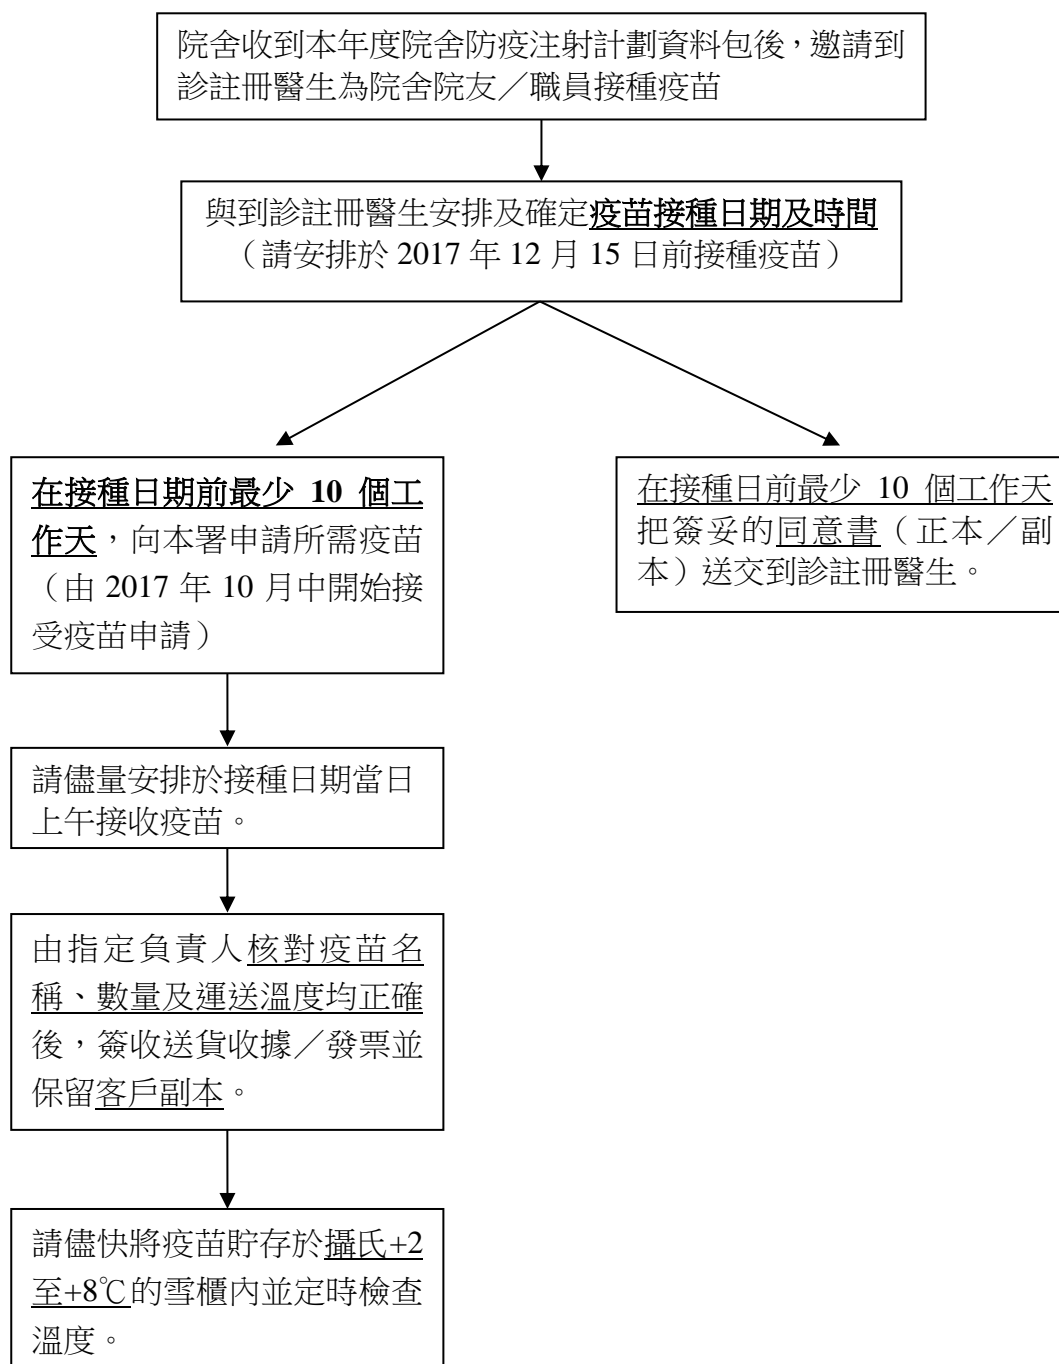 院舍收到本年度院舍防疫注射計劃資料包後，邀請到
診註冊醫生為院舍院友／職員接種疫苗
與到診註冊醫生安排及確定疫苗接種日期及時間
（請安排於 2017 年 12 月 15 日前接種疫苗）
在接種日期前最少 10 個工
作天，向本署申請所需疫苗
（由 2017 年 10 月中開始接
受疫苗申請）
在接種日前最少 10 個工作天
把簽妥的同意書（正本／副
本）送交到診註冊醫生。
請儘量安排於接種日期當日
上午接收疫苗。
由指定負責人核對疫苗名
稱、數量及運送溫度均正確
後，簽收送貨收據／發票並
保留客戶副本。
請儘快將疫苗貯存於攝氏+2
至+8℃的雪櫃內並定時檢查
溫度。